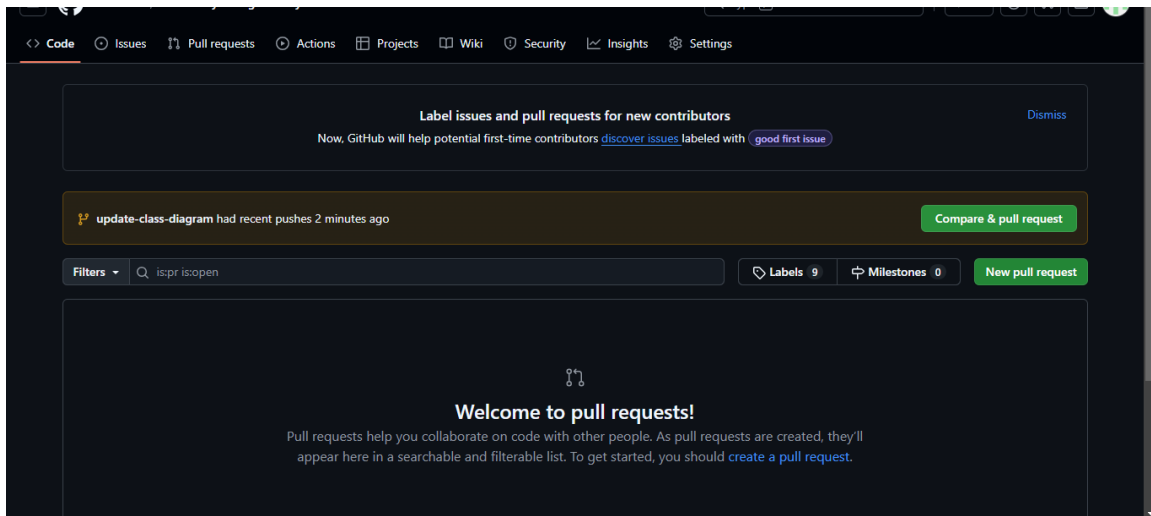 Code Issues Pull requests Actions Projects Wiki Security Insights Settings
Label issues and pull requests for new contributors
Dismiss
Now, GitHub will help potential first-time contributors discover issues labeled with good first issue
update-class-diagram had recent pushes 2 minutes ago
Compare & pull request
Filters is:pr is:open Labels 9 Milestones 0 New pull request
Welcome to pull requests!
Pull requests help you collaborate on code with other people. As pull requests are created, they'll
appear here in a searchable and filterable list. To get started, you should create a pull request.